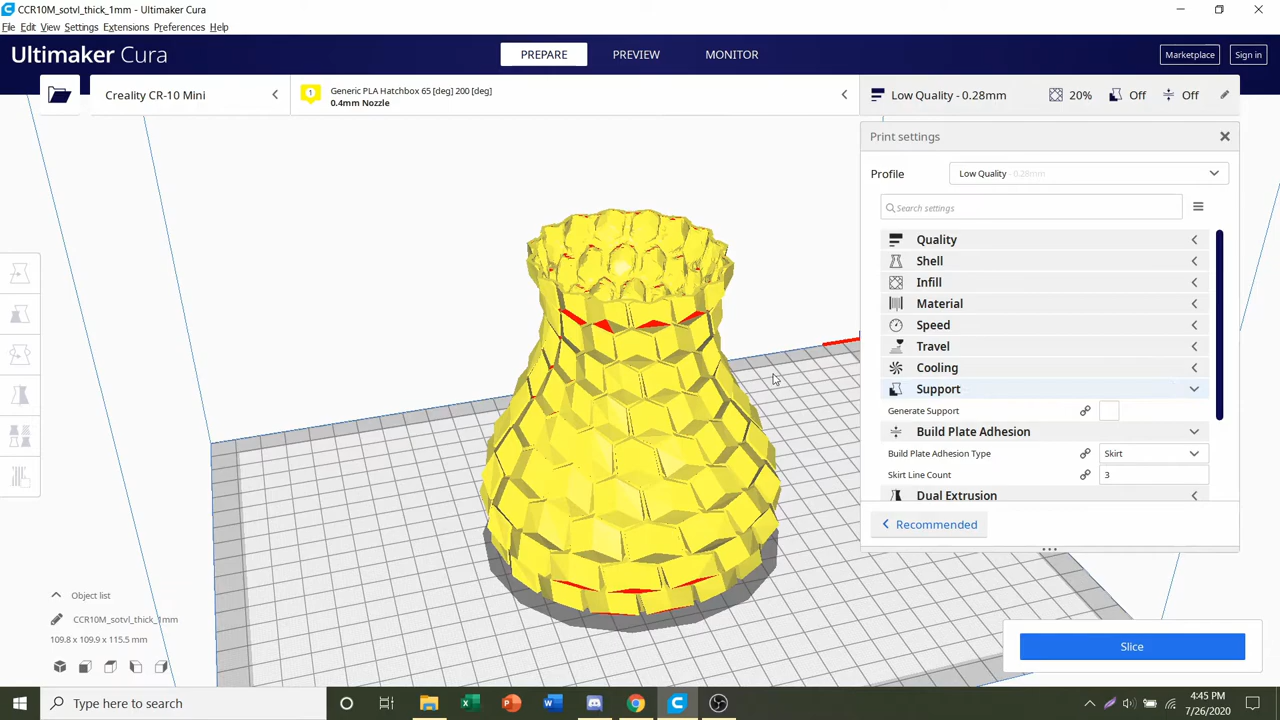 CCR10M_sotvl_thick_1mm - Ultimaker Cura
File Edit View Settings Extensions Preferences Help
Ultimaker Cura
PREPARE
PREVIEW
MONITOR
Marketplace
Sign in
Creality CR-10 Mini
1
Generic PLA Hatchbox 65 [deg] 200 [deg]
0.4mm Nozzle
Low Quality - 0.28mm
20%
Off
Off
Print settings
Profile
Low Quality - 0.28mm
Search settings
Quality
Shell
Infill
Material
Speed
Travel
Cooling
Support
Generate Support
Build Plate Adhesion
Build Plate Adhesion Type
Skirt
Skirt Line Count
3
Dual Extrusion
Recommended
Object list
CCR10M_sotvl_thick_1mm
109.8 x 109.9 x 115.5 mm
Slice
Type here to search
4:45 PM
7/26/2020